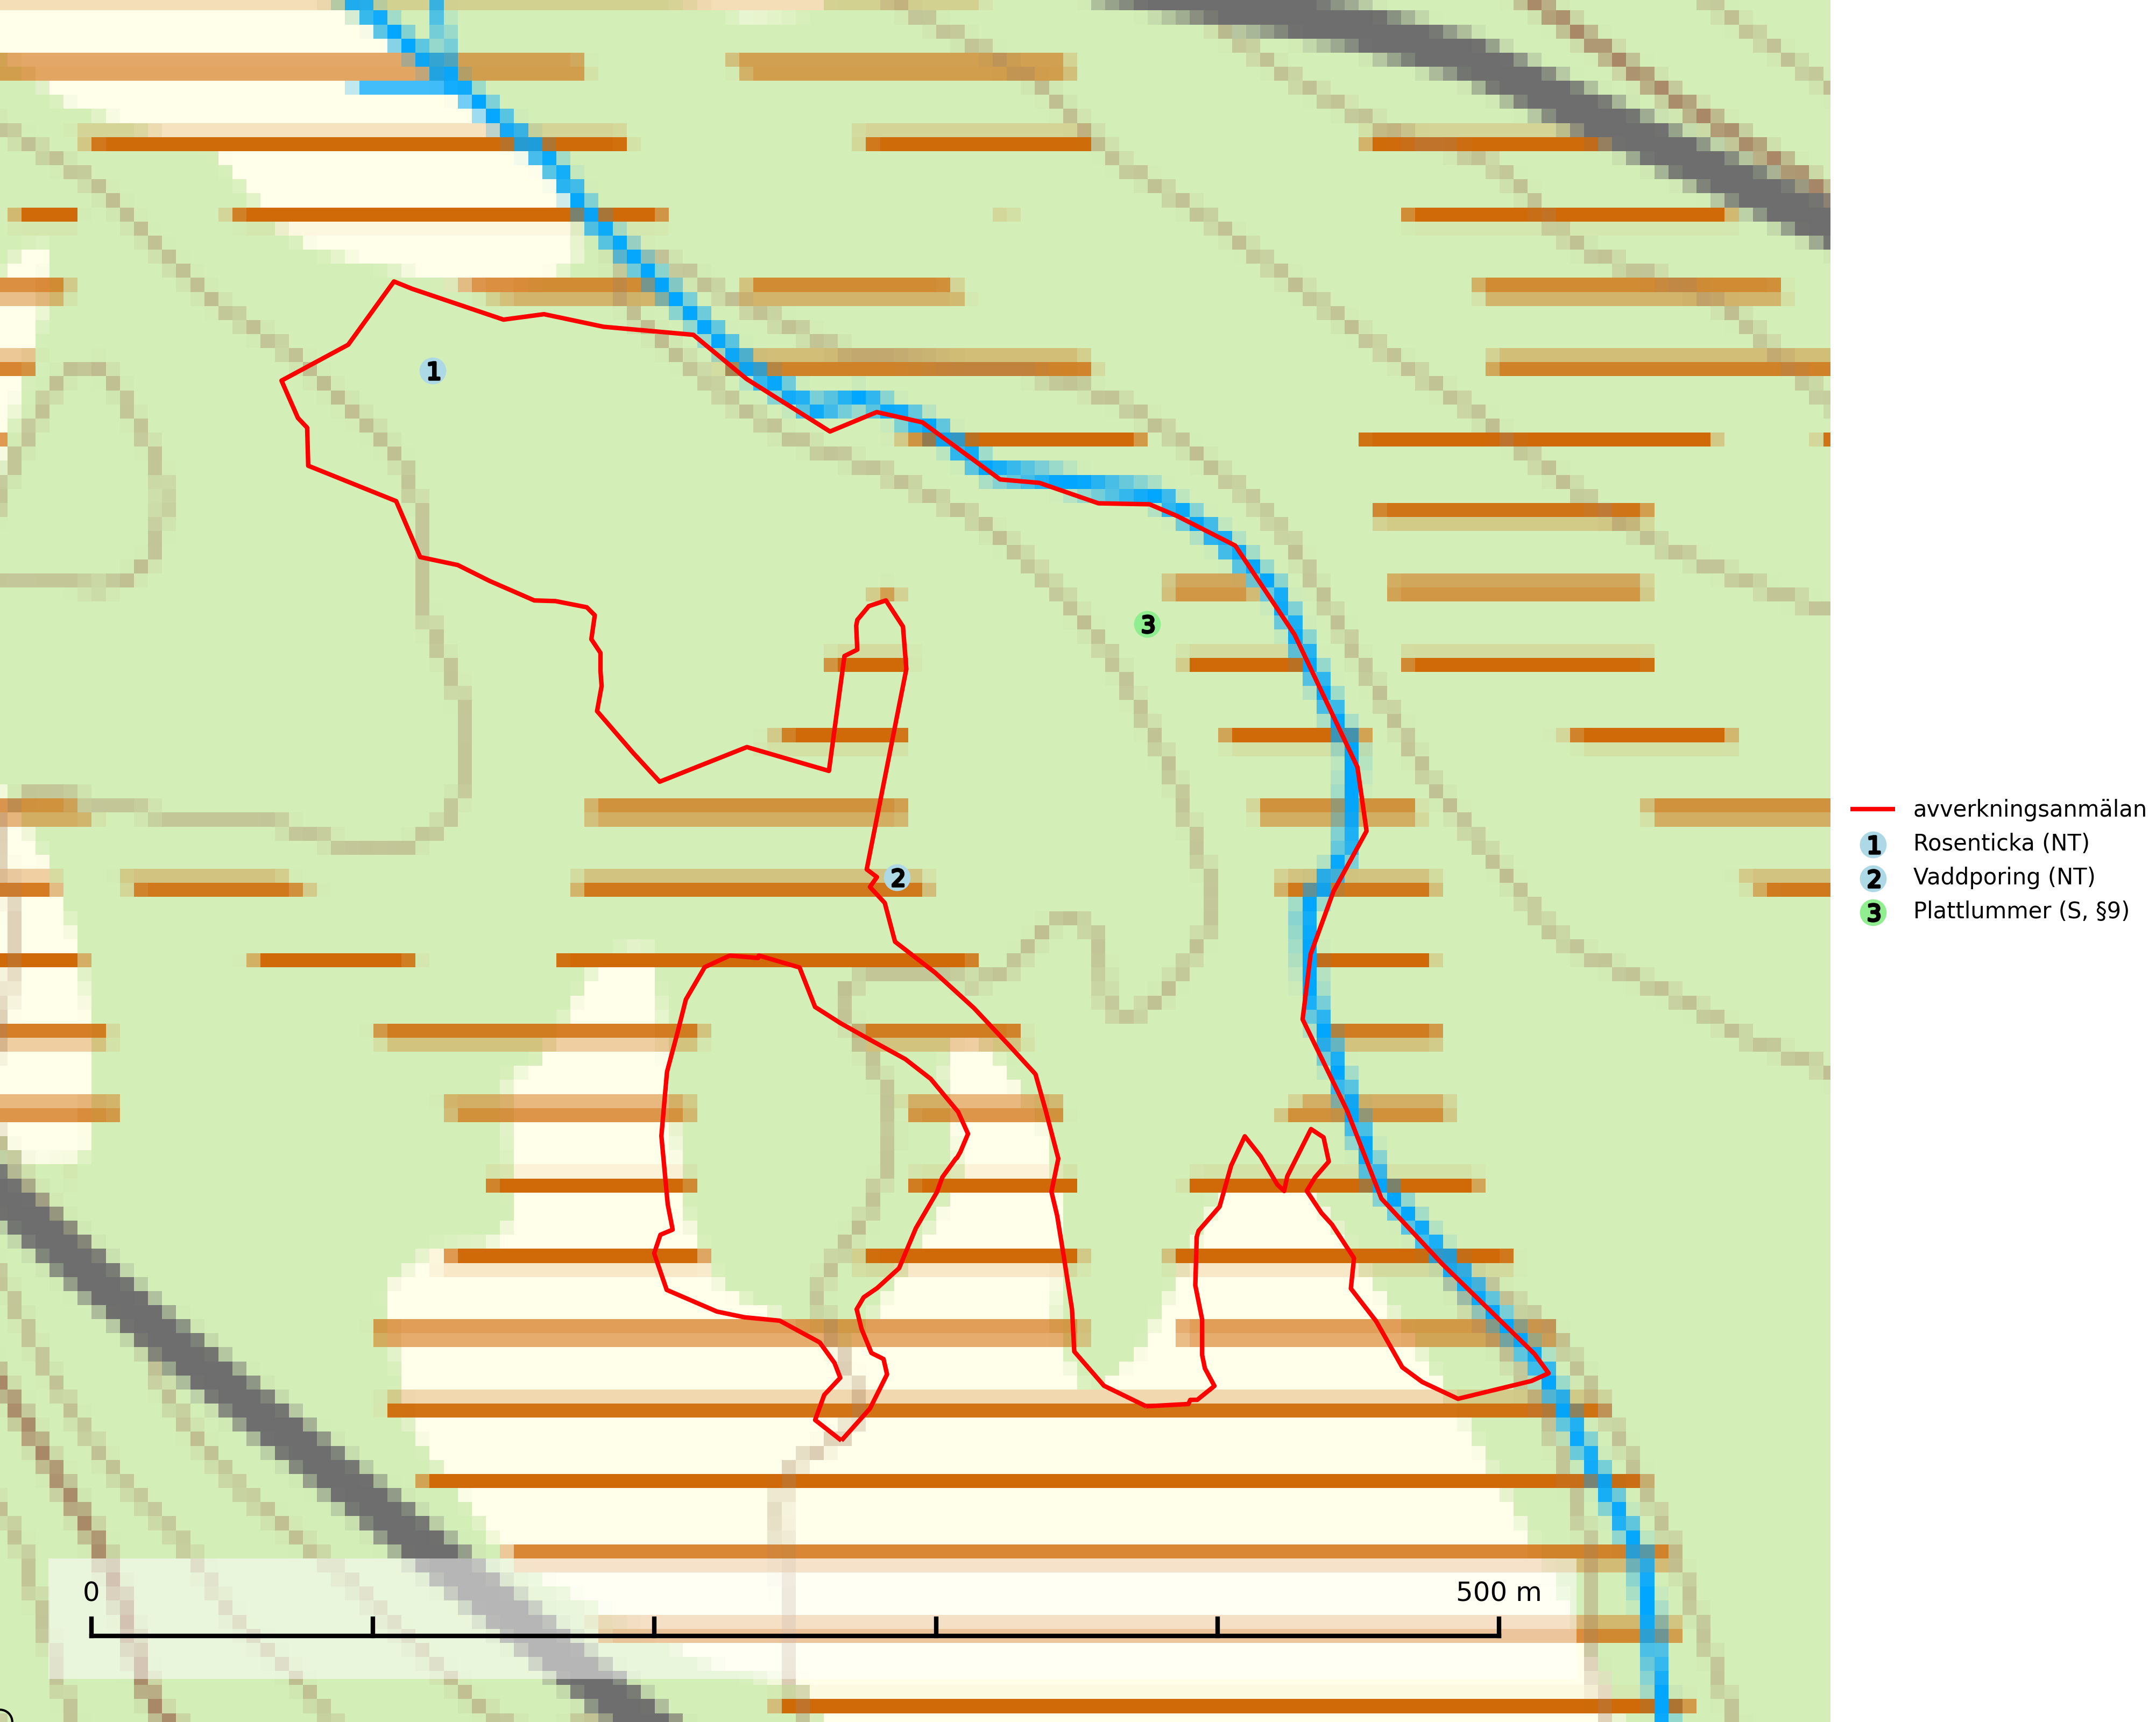 1
3
2
avverkningsanmälan
1 Rosenticka (NT)
2 Vaddporing (NT)
3 Plattlummer (S, §9)
0 500 m